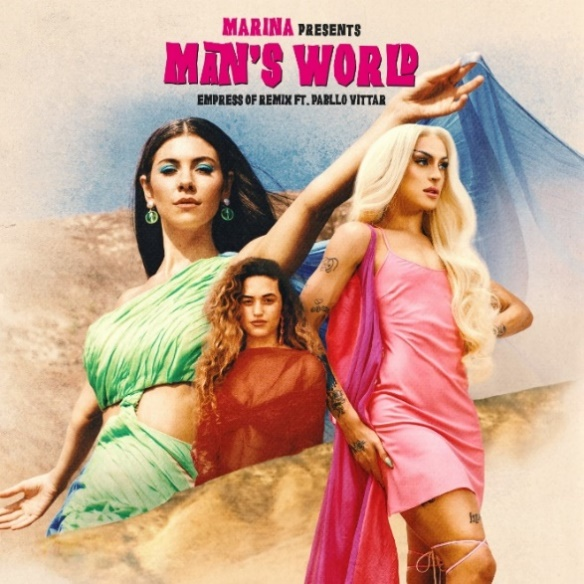 MARINA PRESENTS
MAN'S WORLD
EMPRESS OF REMIX FT. PABLLO VITTAR